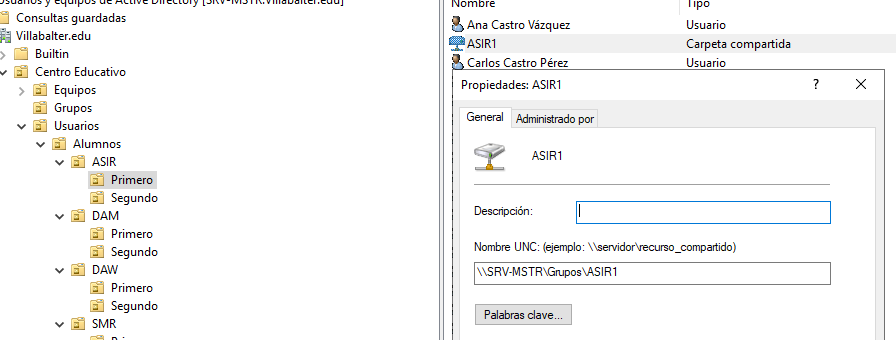 Usuarios y equipos de Active Directory [SRV-MSTR.Villabalter.edu]
Consultas guardadas
Villabalter.edu
Builtin
Centro Educativo
Equipos
Grupos
Usuarios
Alumnos
ASIR
Primero
Segundo
DAM
Primero
Segundo
DAW
Primero
Segundo
SMR
Nombre Tipo
Ana Castro Vázquez Usuario
ASIR1 Carpeta compartida
Carlos Castro Pérez Usuario
Propiedades: ASIR1 ? ×
General Administrado por
ASIR1
Descripción:
Nombre UNC: (ejemplo: \\servidor\recurso_compartido)
\\SRV-MSTR\Grupos\ASIR1
Palabras clave...